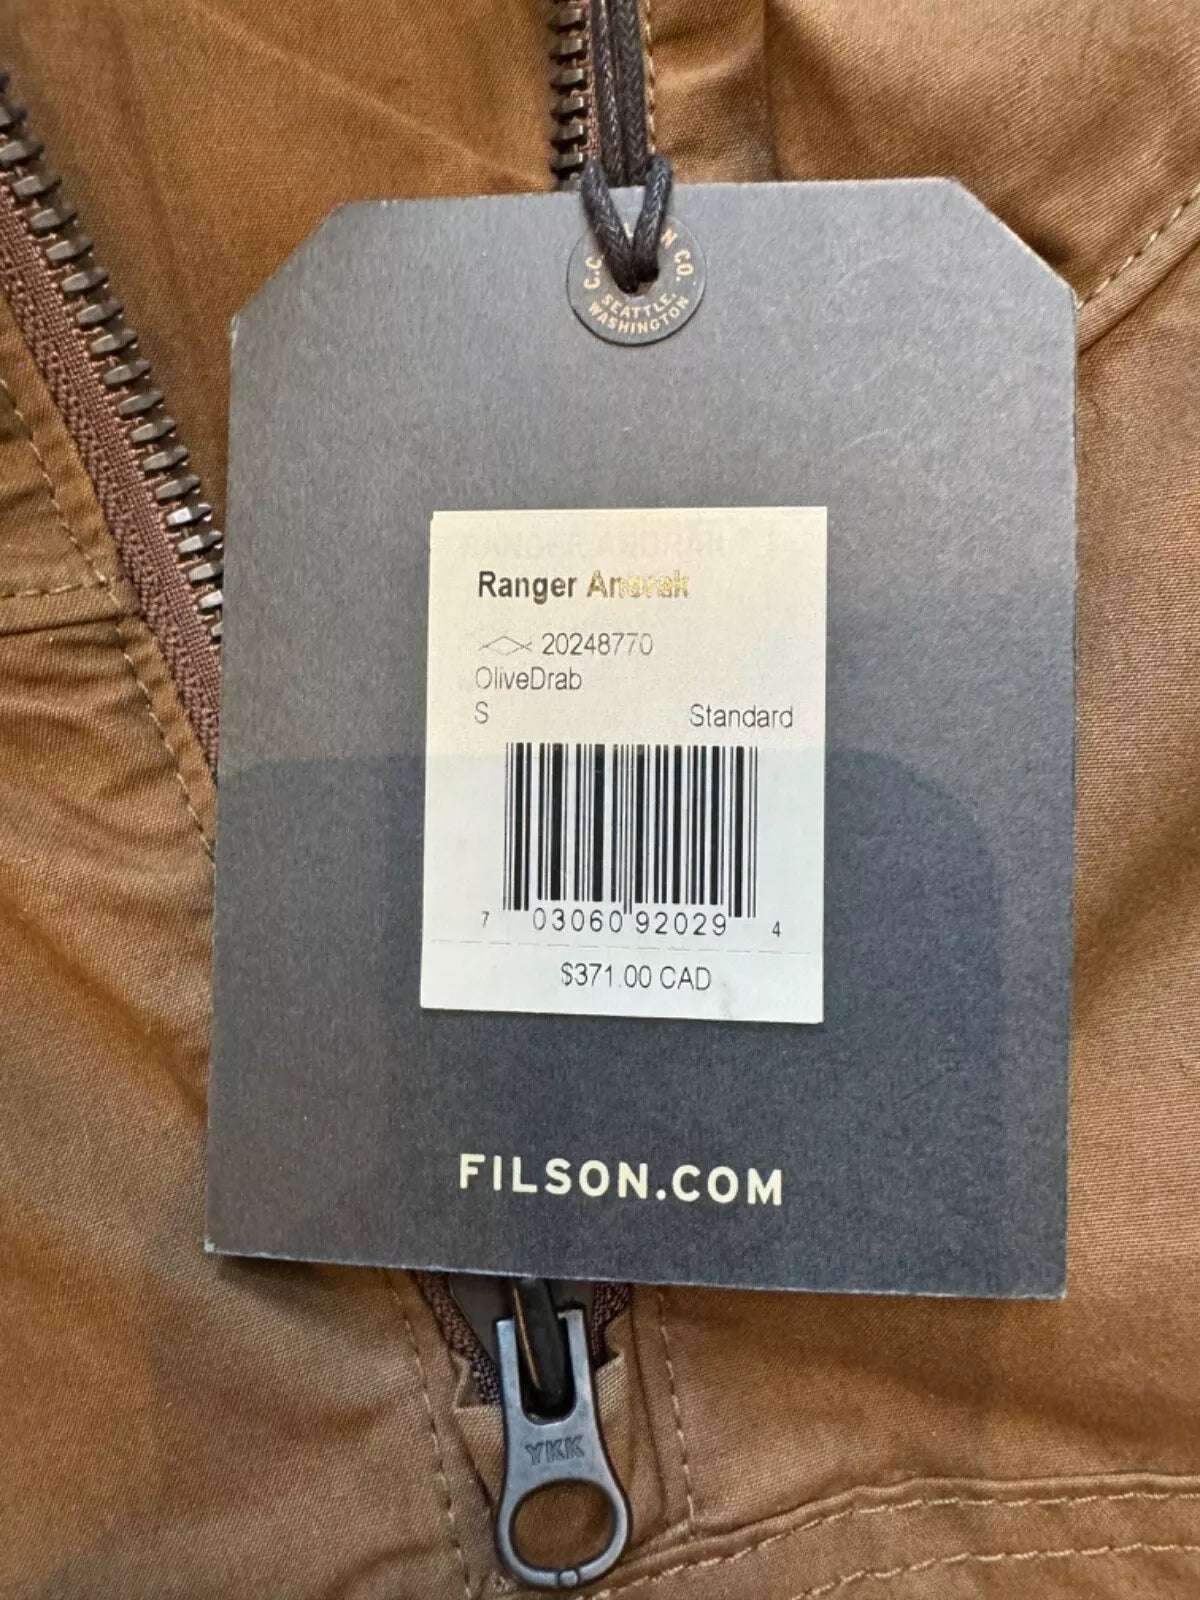 C.C. FILSON CO.
SEATTLE,
WASHINGTON
Ranger Anorak
20248770
OliveDrab
S Standard
7 03060 92029 4
$371.00 CAD
FILSON.COM
YKK